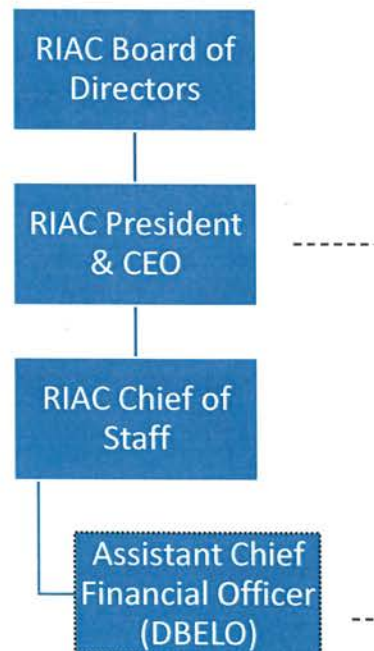 RIAC Board of
Directors
RIAC President
& CEO
RIAC Chief of
Staff
Assistant Chief
Financial Officer
(DBELO)